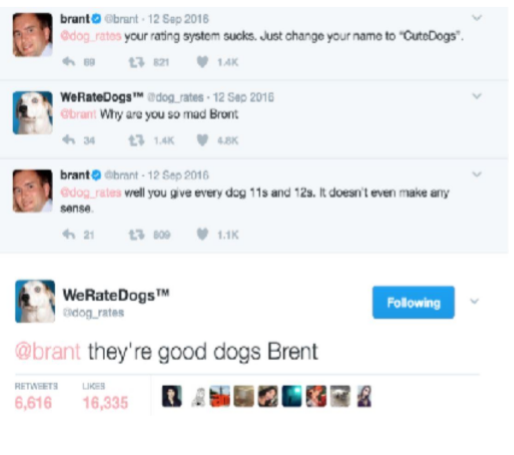 brant @brant · 12 Sep 2016
@dog_rates your rating system sucks. Just change your name to "CuteDogs".
69 821 1.4K
WeRateDogs™ @dog_rates · 12 Sep 2016
@brant Why are you so mad Bront
34 1.4K 4.8K
brant @brant · 12 Sep 2016
@dog_rates well you give every dog 11s and 12s. It doesn't even make any
sense.
21 609 1.1K
WeRateDogs™
@dog_rates
Following
@brant they're good dogs Brent
RETWEETS LIKES
6,616 16,335